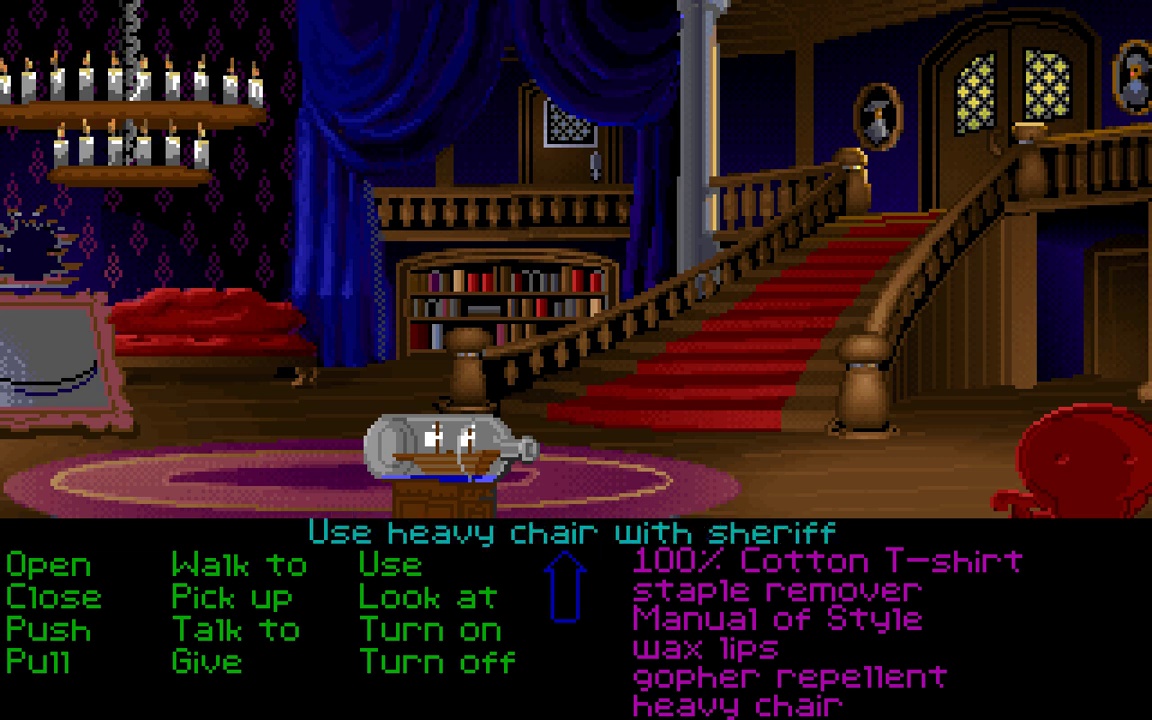 Use heavy chair with sheriff
Open Walk to Use
Close Pick up Look at
Push Talk to Turn on
Pull Give Turn off
100% Cotton T-shirt
staple remover
Manual of Style
wax lips
gopher repellent
heavy chair